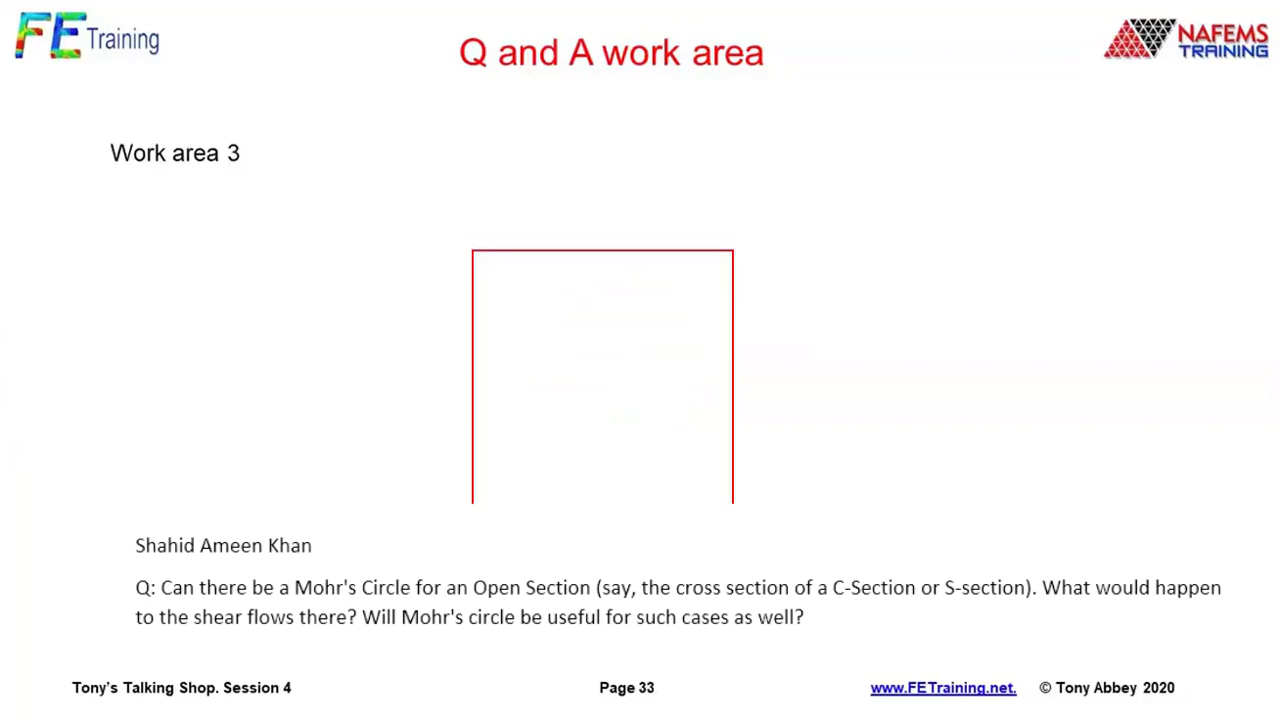 FE Training
Q and A work area
NAFEMS
TRAINING
Work area 3
Shahid Ameen Khan
Q: Can there be a Mohr's Circle for an Open Section (say, the cross section of a C-Section or S-section). What would happen
to the shear flows there? Will Mohr's circle be useful for such cases as well?
Tony's Talking Shop. Session 4
Page 33
www.FETraining.net.
© Tony Abbey 2020